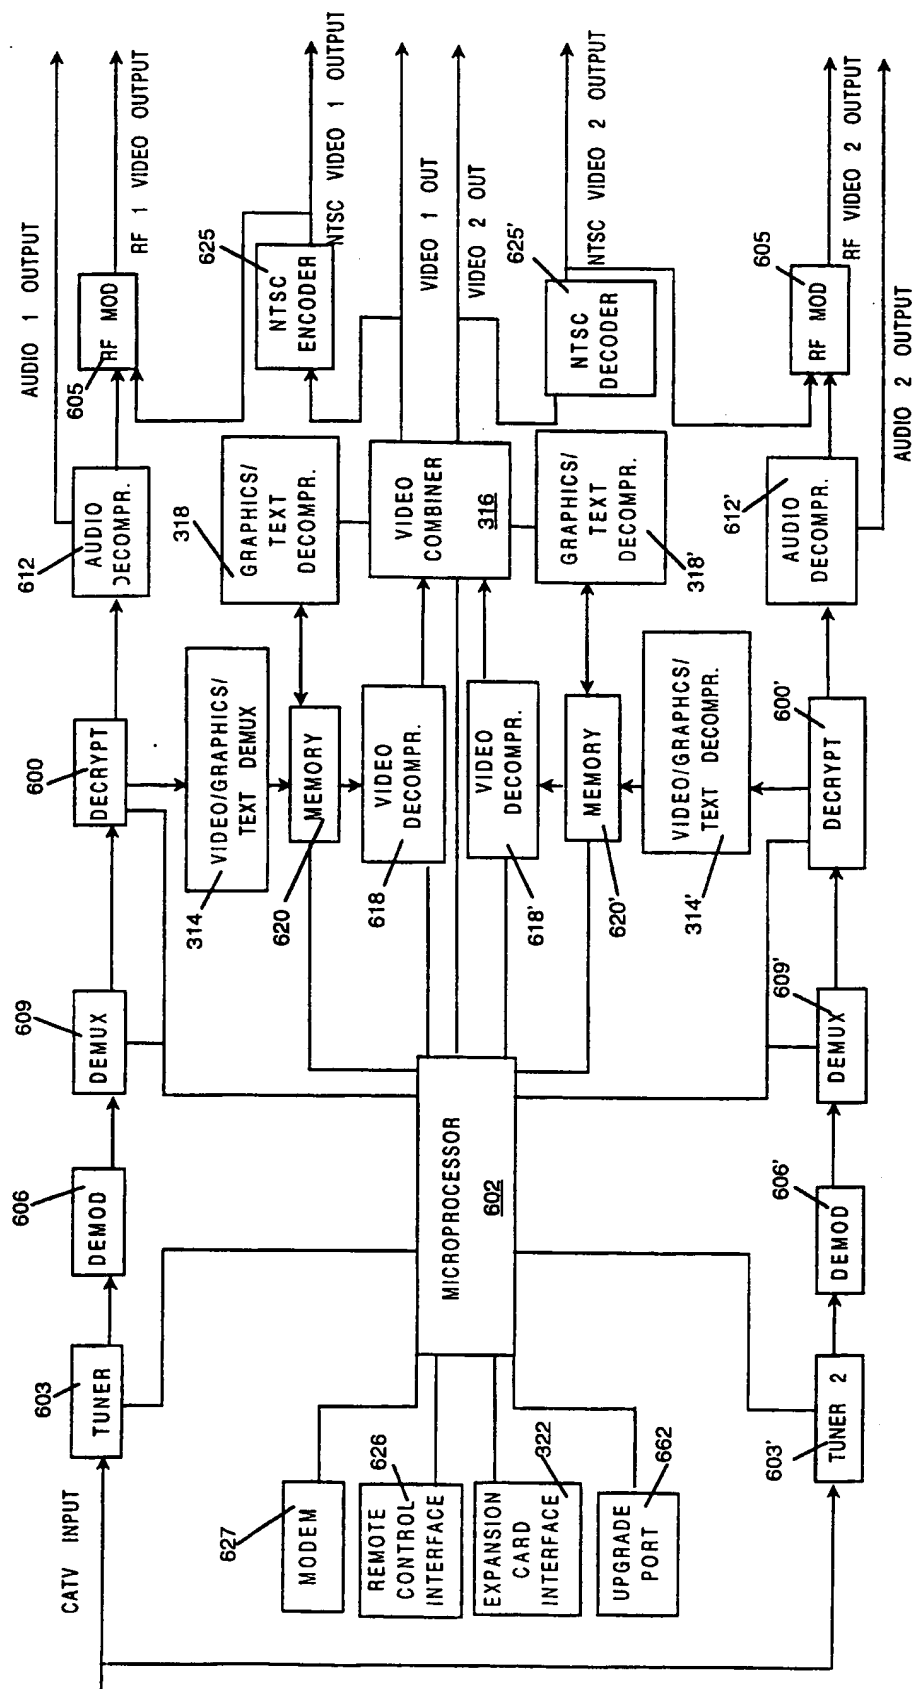 CATV INPUT
603
TUNER
606
DEMOD
609
DEMUX
600
DECRYPT
612
AUDIO
DECOMPR.
AUDIO 1 OUTPUT
605
RF MOD
RF 1 VIDEO OUTPUT
314
VIDEO/GRAPHICS/
TEXT DEMUX
318
GRAPHICS/
TEXT
DECOMPR.
625
NTSC
ENCODER
NTSC VIDEO 1 OUTPUT
627
MODEM
620
MEMORY
626
REMOTE
CONTROL
INTERFACE
618
VIDEO
DECOMPR.
VIDEO
COMBINER
316
VIDEO 1 OUT
VIDEO 2 OUT
MICROPROCESSOR
602
322
EXPANSION
CARD
INTERFACE
618'
VIDEO
DECOMPR.
GRAPHICS/
TEXT
DECOMPR.
318'
625'
NTSC
DECODER
NTSC VIDEO 2 OUTPUT
662
UPGRADE
PORT
620'
MEMORY
314'
VIDEO/GRAPHICS/
TEXT DECOMPR.
603'
TUNER 2
606'
DEMOD
609'
DEMUX
600'
DECRYPT
612'
AUDIO
DECOMPR.
605
RF MOD
RF VIDEO 2 OUTPUT
AUDIO 2 OUTPUT